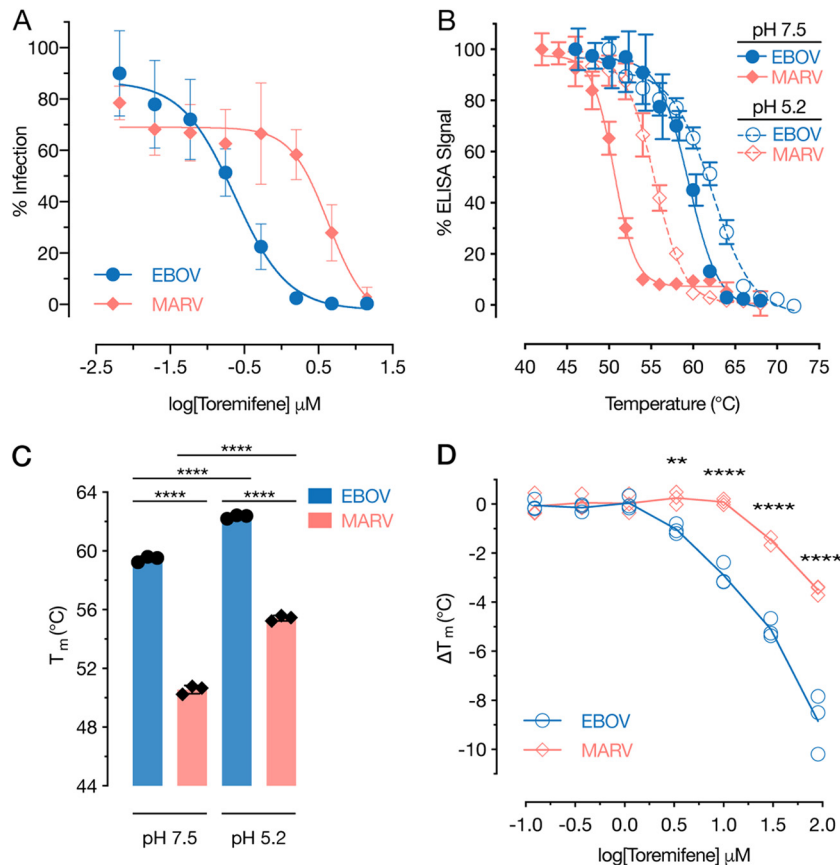 A
100
80
60
40
20
0
% Infection
EBOV
MARV
-2.5 -1.5 -0.5 0.5 1.5
log[Toremifene] μM
B
100
80
60
40
20
0
% ELISA Signal
pH 7.5
EBOV
MARV
pH 5.2
EBOV
MARV
40 45 50 55 60 65 70 75
Temperature (°C)
C
**** 
****
**** ****
EBOV
MARV
64
62
60
56
52
50
48
44
Tm (°C)
pH 7.5 pH 5.2
D
** **** **** ****
0
-2
-4
-6
-8
-10
ΔTm (°C)
EBOV
MARV
-1.0 -0.5 0.0 0.5 1.0 1.5 2.0
log[Toremifene] μM